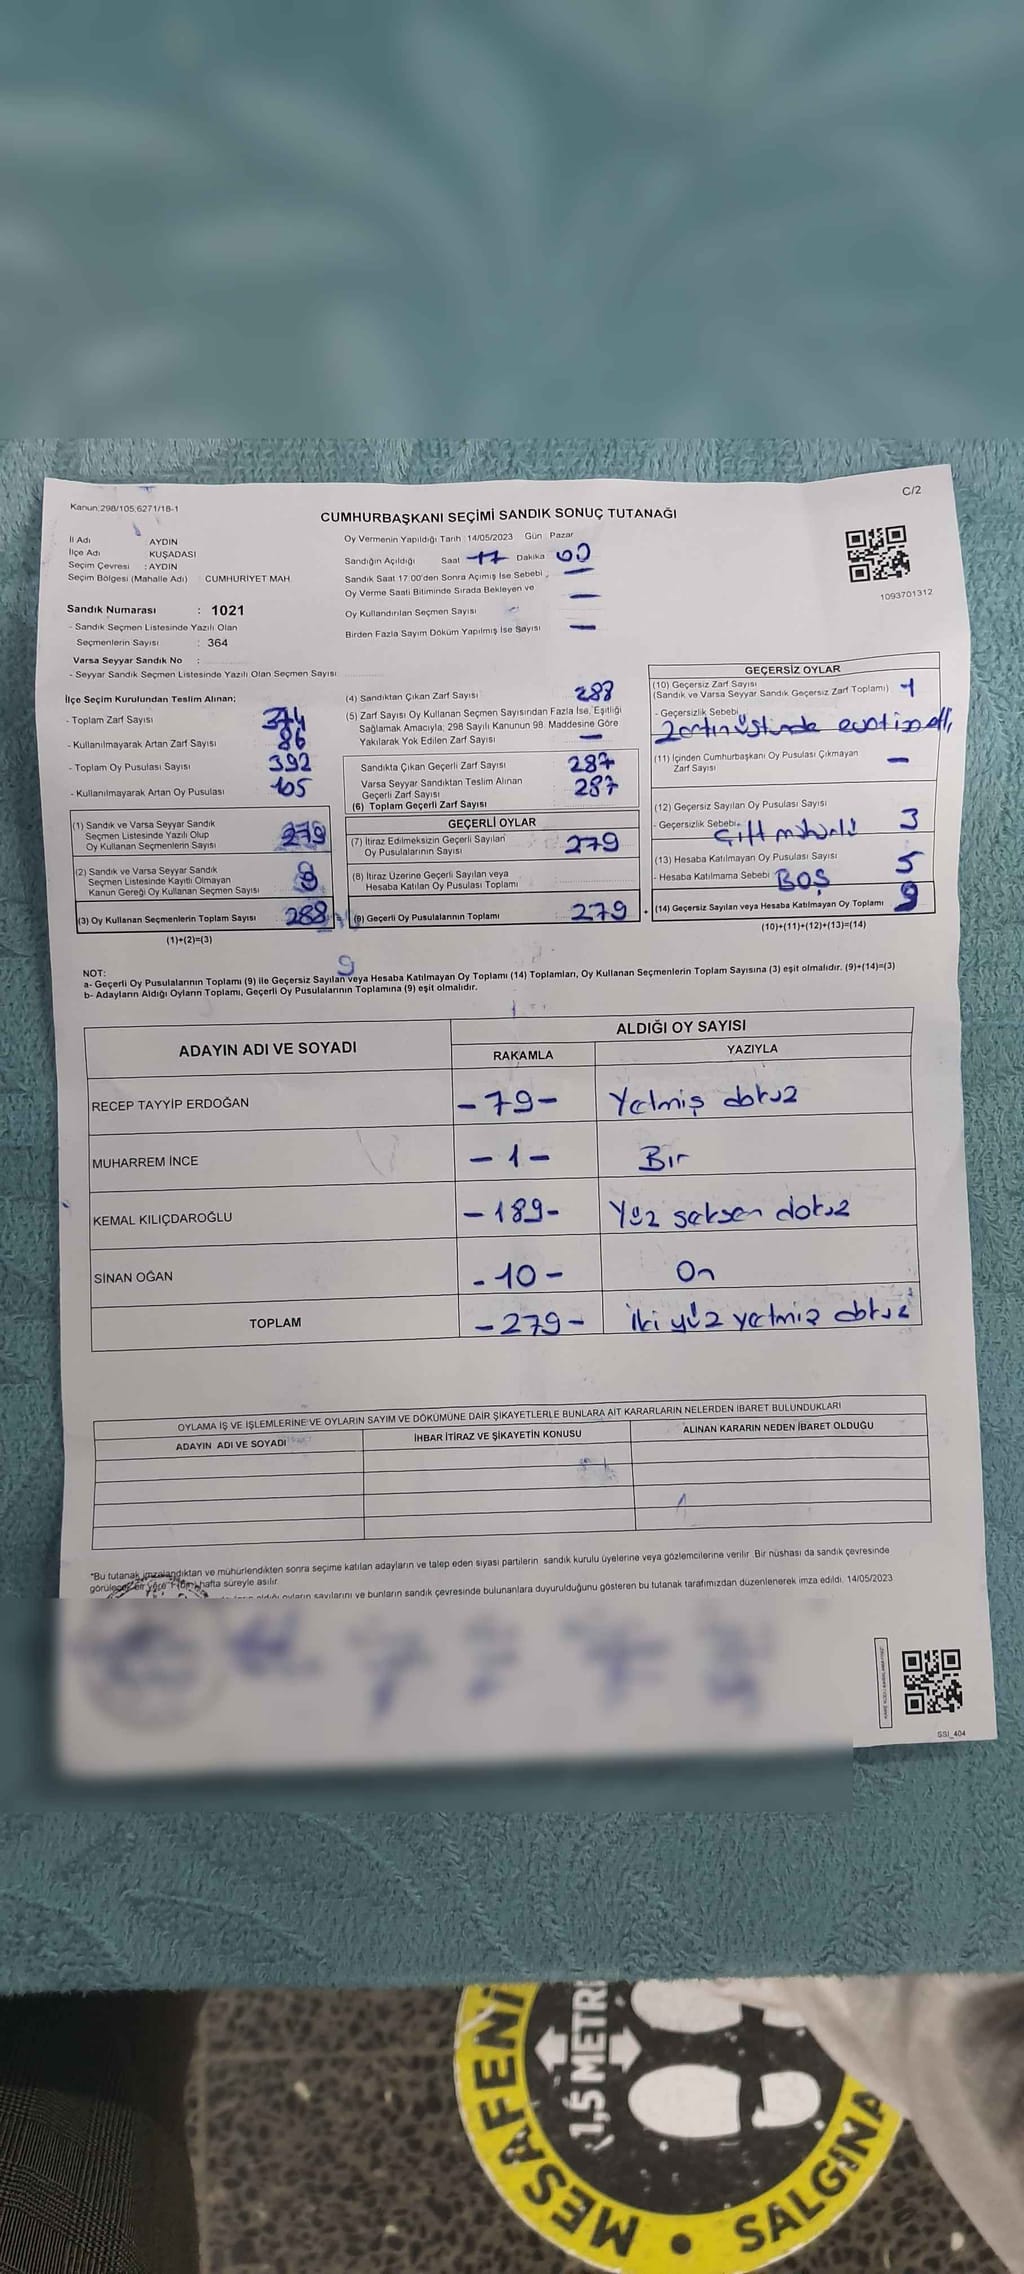 C/2
Kanun:298/105;6271/18-1
CUMHURBAŞKANI SEÇİMİ SANDIK SONUÇ TUTANAĞI
İl Adı AYDIN
İlçe Adı KUŞADASI
Seçim Çevresi : AYDIN
Seçim Bölgesi (Mahalle Adı) CUMHURİYET MAH.
Sandık Numarası : 1021
- Sandık Seçmen Listesinde Yazılı Olan
Seçmenlerin Sayısı : 364
Varsa Seyyar Sandık No :
- Seyyar Sandık Seçmen Listesinde Yazılı Olan Seçmen Sayısı
Oy Vermenin Yapıldığı Tarih 14/05/2023 Gün Pazar
Sandığın Açıldığı Saat 17 Dakika 00
Sandık Saat 17.00'den Sonra Açımış İse Sebebi —
Oy Verme Saati Bitiminde Sırada Bekleyen ve
Oy Kullandırılan Seçmen Sayısı —
Birden Fazla Sayım Döküm Yapılmış İse Sayısı —
1093701312
İlçe Seçim Kurulundan Teslim Alınan;
- Toplam Zarf Sayısı 374
- Kullanılmayarak Artan Zarf Sayısı 86
- Toplam Oy Pusulası Sayısı 392
- Kullanılmayarak Artan Oy Pusulası 105
(1) Sandık ve Varsa Seyyar Sandık
Seçmen Listesinde Yazılı Olup
Oy Kullanan Seçmenlerin Sayısı 279
(2) Sandık ve Varsa Seyyar Sandık
Seçmen Listesinde Kayıtlı Olmayan
Kanun Gereği Oy Kullanan Seçmen Sayısı 9
(3) Oy Kullanan Seçmenlerin Toplam Sayısı 288
(1)+(2)=(3)
(4) Sandıktan Çıkan Zarf Sayısı 288
(5) Zarf Sayısı Oy Kullanan Seçmen Sayısından Fazla İse, Eşitliği
Sağlamak Amacıyla; 298 Sayılı Kanunun 98. Maddesine Göre
Yakılarak Yok Edilen Zarf Sayısı —
Sandıkta Çıkan Geçerli Zarf Sayısı 287
Varsa Seyyar Sandıktan Teslim Alınan
Geçerli Zarf Sayısı 287
(6) Toplam Geçerli Zarf Sayısı
GEÇERLİ OYLAR
(7) İtiraz Edilmeksizin Geçerli Sayılan
Oy Pusulalarının Sayısı 279
(8) İtiraz Üzerine Geçerli Sayılan veya
Hesaba Katılan Oy Pusulası Toplamı
(9) Geçerli Oy Pusulalarının Toplamı 279
GEÇERSİZ OYLAR
(10) Geçersiz Zarf Sayısı
(Sandık ve Varsa Seyyar Sandık Geçersiz Zarf Toplamı) 1
- Geçersizlik Sebebi
(11) İçinden Cumhurbaşkanı Oy Pusulası Çıkmayan
Zarf Sayısı —
(12) Geçersiz Sayılan Oy Pusulası Sayısı
- Geçersizlik Sebebi Çift mühürlü 3
(13) Hesaba Katılmayan Oy Pusulası Sayısı 5
- Hesaba Katılmama Sebebi BOŞ
(14) Geçersiz Sayılan veya Hesaba Katılmayan Oy Toplamı 9
(10)+(11)+(12)+(13)=(14)
9
NOT:
a- Geçerli Oy Pusulalarının Toplamı (9) ile Geçersiz Sayılan veya Hesaba Katılmayan Oy Toplamı (14) Toplamları, Oy Kullanan Seçmenlerin Toplam Sayısına (3) eşit olmalıdır. (9)+(14)=(3)
b- Adayların Aldığı Oyların Toplamı, Geçerli Oy Pusulalarının Toplamına (9) eşit olmalıdır.
ADAYIN ADI VE SOYADI ALDIĞI OY SAYISI
RAKAMLA YAZIYLA
RECEP TAYYİP ERDOĞAN -79- Yetmiş dokuz
MUHARREM İNCE -1- Bir
KEMAL KILIÇDAROĞLU -189- Yüz seksen dokuz
SİNAN OĞAN -10- On
TOPLAM -279- İki yüz yetmiş dokuz
OYLAMA İŞ VE İŞLEMLERİNE VE OYLARIN SAYIM VE DÖKÜMÜNE DAİR ŞİKAYETLERLE BUNLARA AİT KARARLARIN NELERDEN İBARET BULUNDUKLARI
ADAYIN ADI VE SOYADI İHBAR İTİRAZ VE ŞİKAYETİN KONUSU ALINAN KARARIN NEDEN İBARET OLDUĞU
*Bu tutanak imzalandıktan ve mühürlendikten sonra seçime katılan adayların ve talep eden siyasi partilerin sandık kurulu üyelerine veya gözlemcilerine verilir. Bir nüshası da sandık çevresinde
görülecek bir yere 1 (bir) hafta süreyle asılır.
aldığı oyların sayılarını ve bunların sandık çevresinde bulunanlara duyurulduğunu gösteren bu tutanak tarafımızdan düzenlenerek imza edildi. 14/05/2023
SSİ_404
MESAFENİ
1,5 METRE
SALGINA